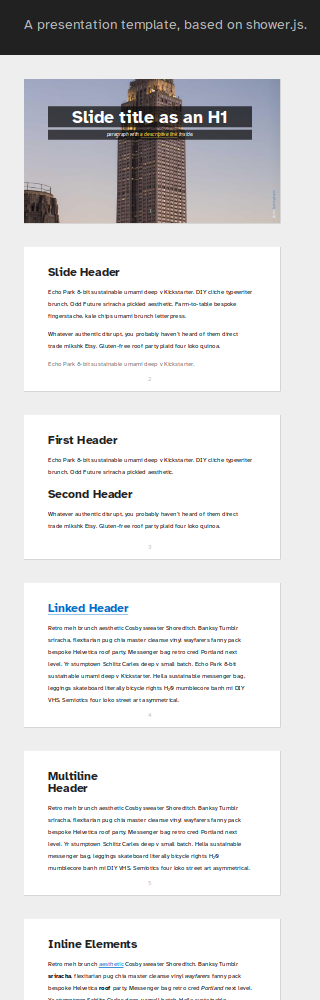 A presentation template, based on shower.js.
Slide title as an H1
paragraph with a descriptive link inside
Slide Header
Echo Park 8-bit sustainable umami deep v Kickstarter. DIY cliche typewriter
brunch. Odd Future sriracha pickled aesthetic. Farm-to-table bespoke
fingerstache, kale chips umami brunch letterpress.
Whatever authentic disrupt, you probably haven't heard of them direct
trade mlkshk Etsy. Gluten-free roof party plaid four loko quinoa.
Echo Park 8-bit sustainable umami deep v Kickstarter.
2
First Header
Echo Park 8-bit sustainable umami deep v Kickstarter. DIY cliche typewriter
brunch. Odd Future sriracha pickled aesthetic.
Second Header
Whatever authentic disrupt, you probably haven't heard of them direct
trade mlkshk Etsy. Gluten-free roof party plaid four loko quinoa.
3
Linked Header
Retro meh brunch aesthetic Cosby sweater Shoreditch. Banksy Tumblr
sriracha, flexitarian pug chia master cleanse vinyl wayfarers fanny pack
bespoke Helvetica roof party. Messenger bag retro cred Portland next
level. Yr stumptown Schlitz Carles deep v small batch. Echo Park 8-bit
sustainable umami deep v Kickstarter. Hella sustainable messenger bag,
leggings skateboard literally bicycle rights H₂0 mumblecore banh mi DIY
VHS. Semiotics four loko street art asymmetrical.
4
Multiline
Header
Retro meh brunch aesthetic Cosby sweater Shoreditch. Banksy Tumblr
sriracha, flexitarian pug chia master cleanse vinyl wayfarers fanny pack
bespoke Helvetica roof party. Messenger bag retro cred Portland next
level. Yr stumptown Schlitz Carles deep v small batch. Hella sustainable
messenger bag, leggings skateboard literally bicycle rights H₂0
mumblecore banh mi DIY VHS. Semiotics four loko street art asymmetrical.
5
Inline Elements
Retro meh brunch aesthetic Cosby sweater Shoreditch. Banksy Tumblr
sriracha, flexitarian pug chia master cleanse vinyl wayfarers fanny pack
bespoke Helvetica roof party. Messenger bag retro cred Portland next level.